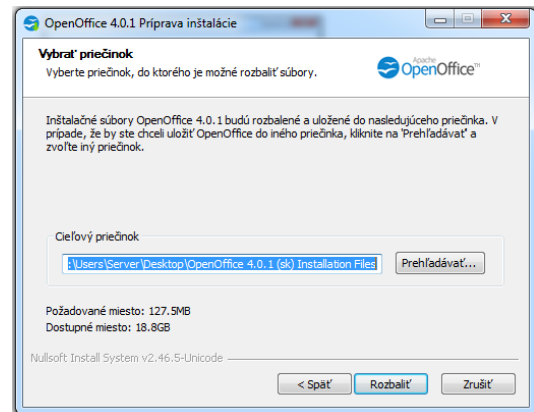 OpenOffice 4.0.1 Príprava inštalácie
Vybrať priečinok
Vyberte priečinok, do ktorého je možné rozbaliť súbory.
Apache
OpenOffice™
Inštalačné súbory OpenOffice 4.0.1 budú rozbalené a uložené do nasledujúceho priečinka. V
prípade, že by ste chceli uložiť OpenOffice do iného priečinka, kliknite na 'Prehľadávať' a
zvoľte iný priečinok.
Cieľový priečinok
:\Users\Server\Desktop\OpenOffice 4.0.1 (sk) Installation Files
Prehľadávať...
Požadované miesto: 127.5MB
Dostupné miesto: 18.8GB
Nullsoft Install System v2.46.5-Unicode
< Späť
Rozbaliť
Zrušiť